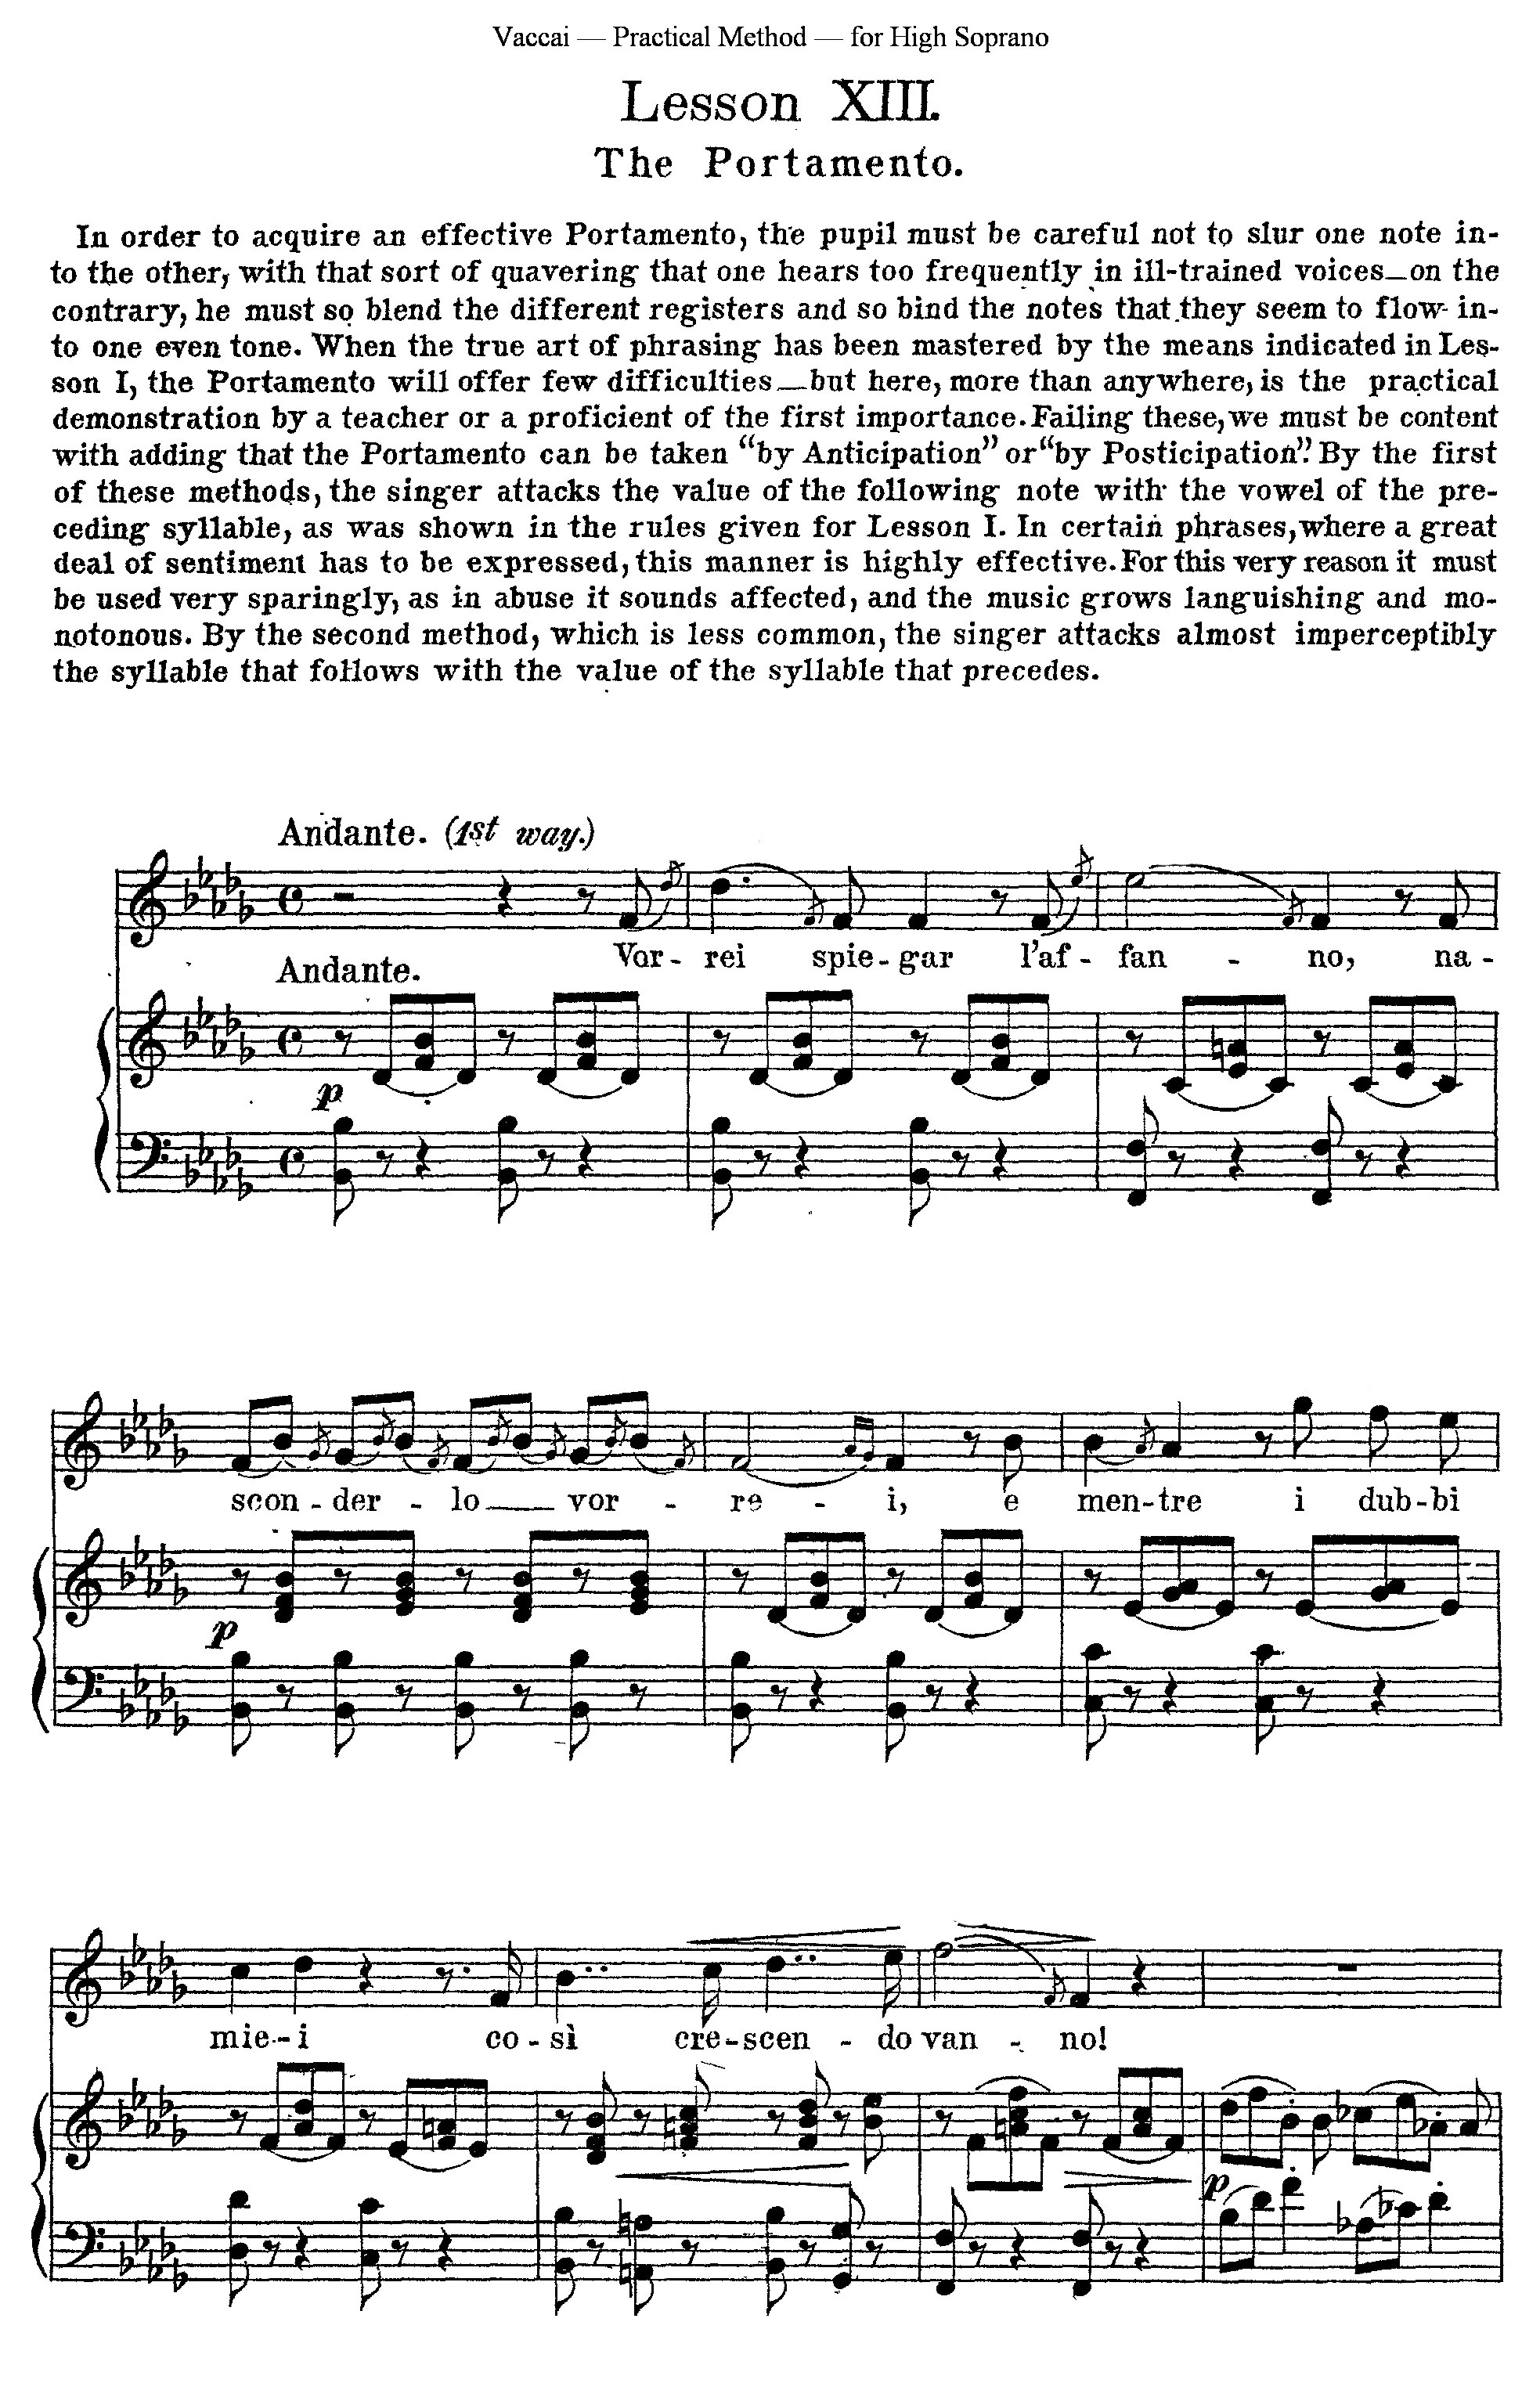 Vaccai — Practical Method — for High Soprano
Lesson XIII.
The Portamento.
In order to acquire an effective Portamento, the pupil must be careful not to slur one note in-
to the other, with that sort of quavering that one hears too frequently in ill-trained voices—on the
contrary, he must so blend the different registers and so bind the notes that they seem to flow in-
to one even tone. When the true art of phrasing has been mastered by the means indicated in Les-
son I, the Portamento will offer few difficulties—but here, more than anywhere, is the practical
demonstration by a teacher or a proficient of the first importance. Failing these, we must be content
with adding that the Portamento can be taken “by Anticipation” or “by Posticipation”. By the first
of these methods, the singer attacks the value of the following note with the vowel of the pre-
ceding syllable, as was shown in the rules given for Lesson I. In certain phrases, where a great
deal of sentiment has to be expressed, this manner is highly effective. For this very reason it must
be used very sparingly, as in abuse it sounds affected, and the music grows languishing and mo-
notonous. By the second method, which is less common, the singer attacks almost imperceptibly
the syllable that follows with the value of the syllable that precedes.
Andante. (1st way.)
Vor - rei spie - gar l'af - fan - no, na -
Andante.
p
scon - der - lo vor - re - i, e men - tre i dub - bi
p
mie - i co - sì cre - scen - do van - no!
p